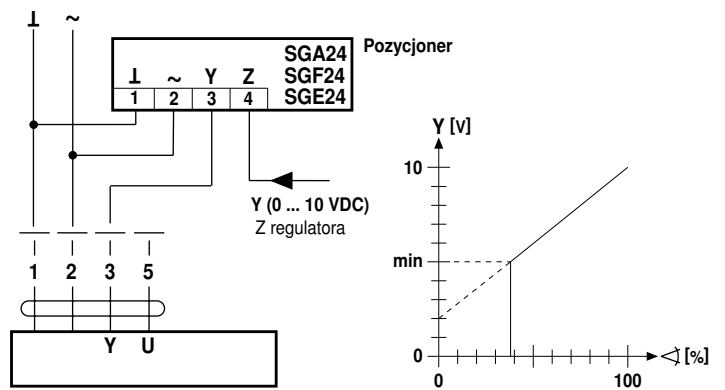 ⊥ ~
Pozycjoner
SGA24
SGF24
SGE24
⊥ ~ Y Z
1 2 3 4
Y (0 ... 10 VDC)
Z regulatora
1 2 3 5
Y U
Y [V]
10
min
0
0 100 [%]